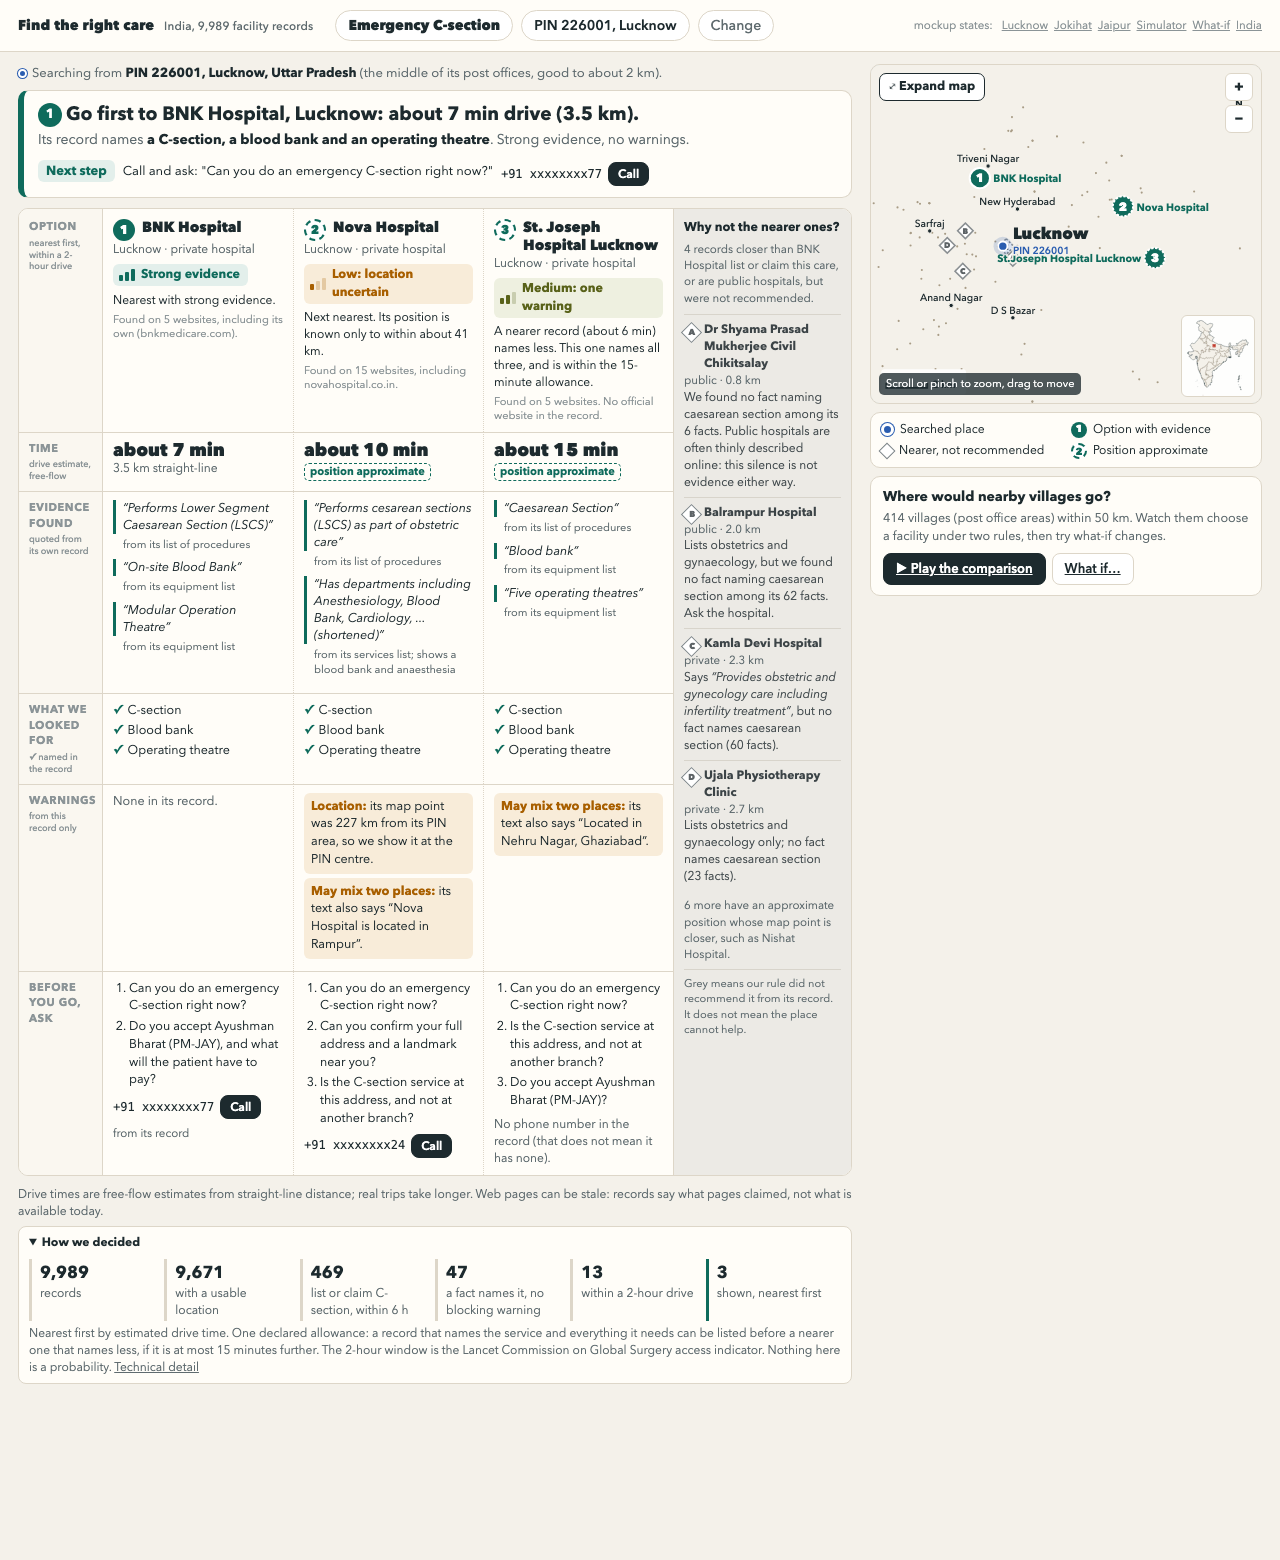 Find the right care
India, 9,989 facility records
Emergency C-section
PIN 226001, Lucknow
Change
mockup states: Lucknow Jokihat Jaipur Simulator What-if India
Searching from PIN 226001, Lucknow, Uttar Pradesh (the middle of its post offices, good to about 2 km).
1 Go first to BNK Hospital, Lucknow: about 7 min drive (3.5 km).
Its record names a C-section, a blood bank and an operating theatre. Strong evidence, no warnings.
Next step Call and ask: "Can you do an emergency C-section right now?" +91 xxxxxxxx77 Call
OPTION
nearest first,
within a 2-
hour drive
1 BNK Hospital
Lucknow · private hospital
Strong evidence
Nearest with strong evidence.
Found on 5 websites, including its
own (bnkmedicare.com).
2 Nova Hospital
Lucknow · private hospital
Low: location
uncertain
Next nearest. Its position is
known only to within about 41
km.
Found on 15 websites, including
novahospital.co.in.
3 St. Joseph
Hospital Lucknow
Lucknow · private hospital
Medium: one
warning
A nearer record (about 6 min)
names less. This one names all
three, and is within the 15-
minute allowance.
Found on 5 websites. No official
website in the record.
TIME
drive estimate,
free-flow
about 7 min
3.5 km straight-line
about 10 min
position approximate
about 15 min
position approximate
EVIDENCE
FOUND
quoted from
its own record
“Performs Lower Segment
Caesarean Section (LSCS)”
from its list of procedures
“On-site Blood Bank”
from its equipment list
“Modular Operation
Theatre”
from its equipment list
“Performs cesarean sections
(LSCS) as part of obstetric
care”
from its list of procedures
“Has departments including
Anesthesiology, Blood
Bank, Cardiology, ...
(shortened)”
from its services list; shows a
blood bank and anaesthesia
“Caesarean Section”
from its list of procedures
“Blood bank”
from its equipment list
“Five operating theatres”
from its equipment list
WHAT WE
LOOKED
FOR
✓ named in
the record
✓ C-section
✓ Blood bank
✓ Operating theatre
✓ C-section
✓ Blood bank
✓ Operating theatre
✓ C-section
✓ Blood bank
✓ Operating theatre
WARNINGS
from this
record only
None in its record.
Location: its map point
was 227 km from its PIN
area, so we show it at the
PIN centre.
May mix two places: its
text also says “Nova
Hospital is located in
Rampur”.
May mix two places: its
text also says “Located in
Nehru Nagar, Ghaziabad”.
BEFORE
YOU GO,
ASK
1. Can you do an emergency
C-section right now?
2. Do you accept Ayushman
Bharat (PM-JAY), and what
will the patient have to
pay?
+91 xxxxxxxx77 Call
from its record
1. Can you do an emergency
C-section right now?
2. Can you confirm your full
address and a landmark
near you?
3. Is the C-section service at
this address, and not at
another branch?
+91 xxxxxxxx24 Call
1. Can you do an emergency
C-section right now?
2. Is the C-section service at
this address, and not at
another branch?
3. Do you accept Ayushman
Bharat (PM-JAY)?
No phone number in the
record (that does not mean it
has none).
Why not the nearer ones?
4 records closer than BNK
Hospital list or claim this care,
or are public hospitals, but
were not recommended.
A Dr Shyama Prasad
Mukherjee Civil
Chikitsalay
public · 0.8 km
We found no fact naming
caesarean section among its
6 facts. Public hospitals are
often thinly described
online: this silence is not
evidence either way.
B Balrampur Hospital
public · 2.0 km
Lists obstetrics and
gynaecology, but we found
no fact naming caesarean
section among its 62 facts.
Ask the hospital.
C Kamla Devi Hospital
private · 2.3 km
Says “Provides obstetric and
gynecology care including
infertility treatment”, but no
fact names caesarean
section (60 facts).
D Ujala Physiotherapy
Clinic
private · 2.7 km
Lists obstetrics and
gynaecology only; no fact
names caesarean section
(23 facts).
6 more have an approximate
position whose map point is
closer, such as Nishat
Hospital.
Grey means our rule did not
recommend it from its record.
It does not mean the place
cannot help.
Drive times are free-flow estimates from straight-line distance; real trips take longer. Web pages can be stale: records say what pages claimed, not what is
available today.
▼ How we decided
9,989
records
9,671
with a usable
location
469
list or claim C-
section, within 6 h
47
a fact names it, no
blocking warning
13
within a 2-hour drive
3
shown, nearest first
Nearest first by estimated drive time. One declared allowance: a record that names the service and everything it needs can be listed before a nearer
one that names less, if it is at most 15 minutes further. The 2-hour window is the Lancet Commission on Global Surgery access indicator. Nothing here
is a probability. Technical detail
Expand map
+
N
−
Triveni Nagar
1 BNK Hospital
New Hyderabad
2 Nova Hospital
Sarfraj
B
D
Lucknow
PIN 226001
St. Joseph Hospital Lucknow 3
C
Anand Nagar
D S Bazar
Scroll or pinch to zoom, drag to move
Searched place
1 Option with evidence
Nearer, not recommended
2 Position approximate
Where would nearby villages go?
414 villages (post office areas) within 50 km. Watch them choose
a facility under two rules, then try what-if changes.
▶ Play the comparison
What if…